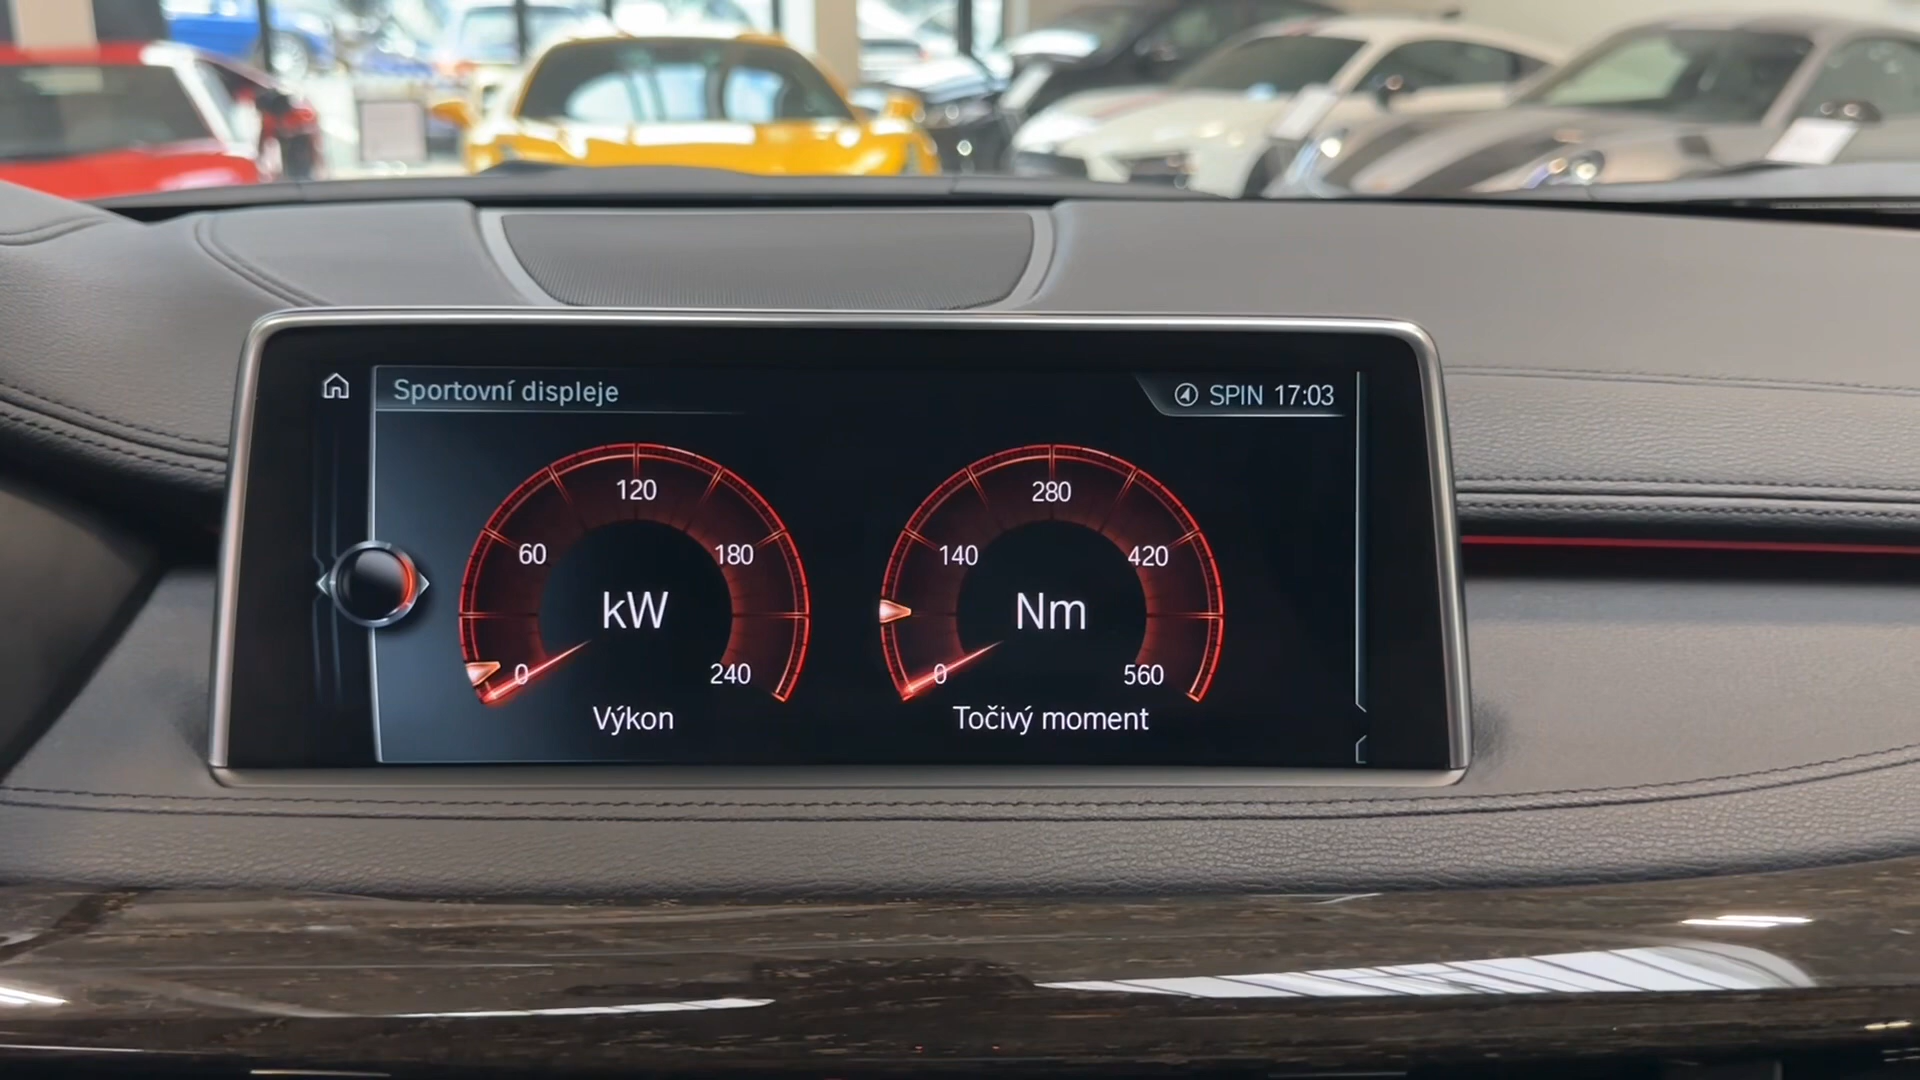 Sportovní displeje
SPIN 17:03
120
60
180
kW
0
240
Výkon
280
140
420
Nm
0
560
Točivý moment